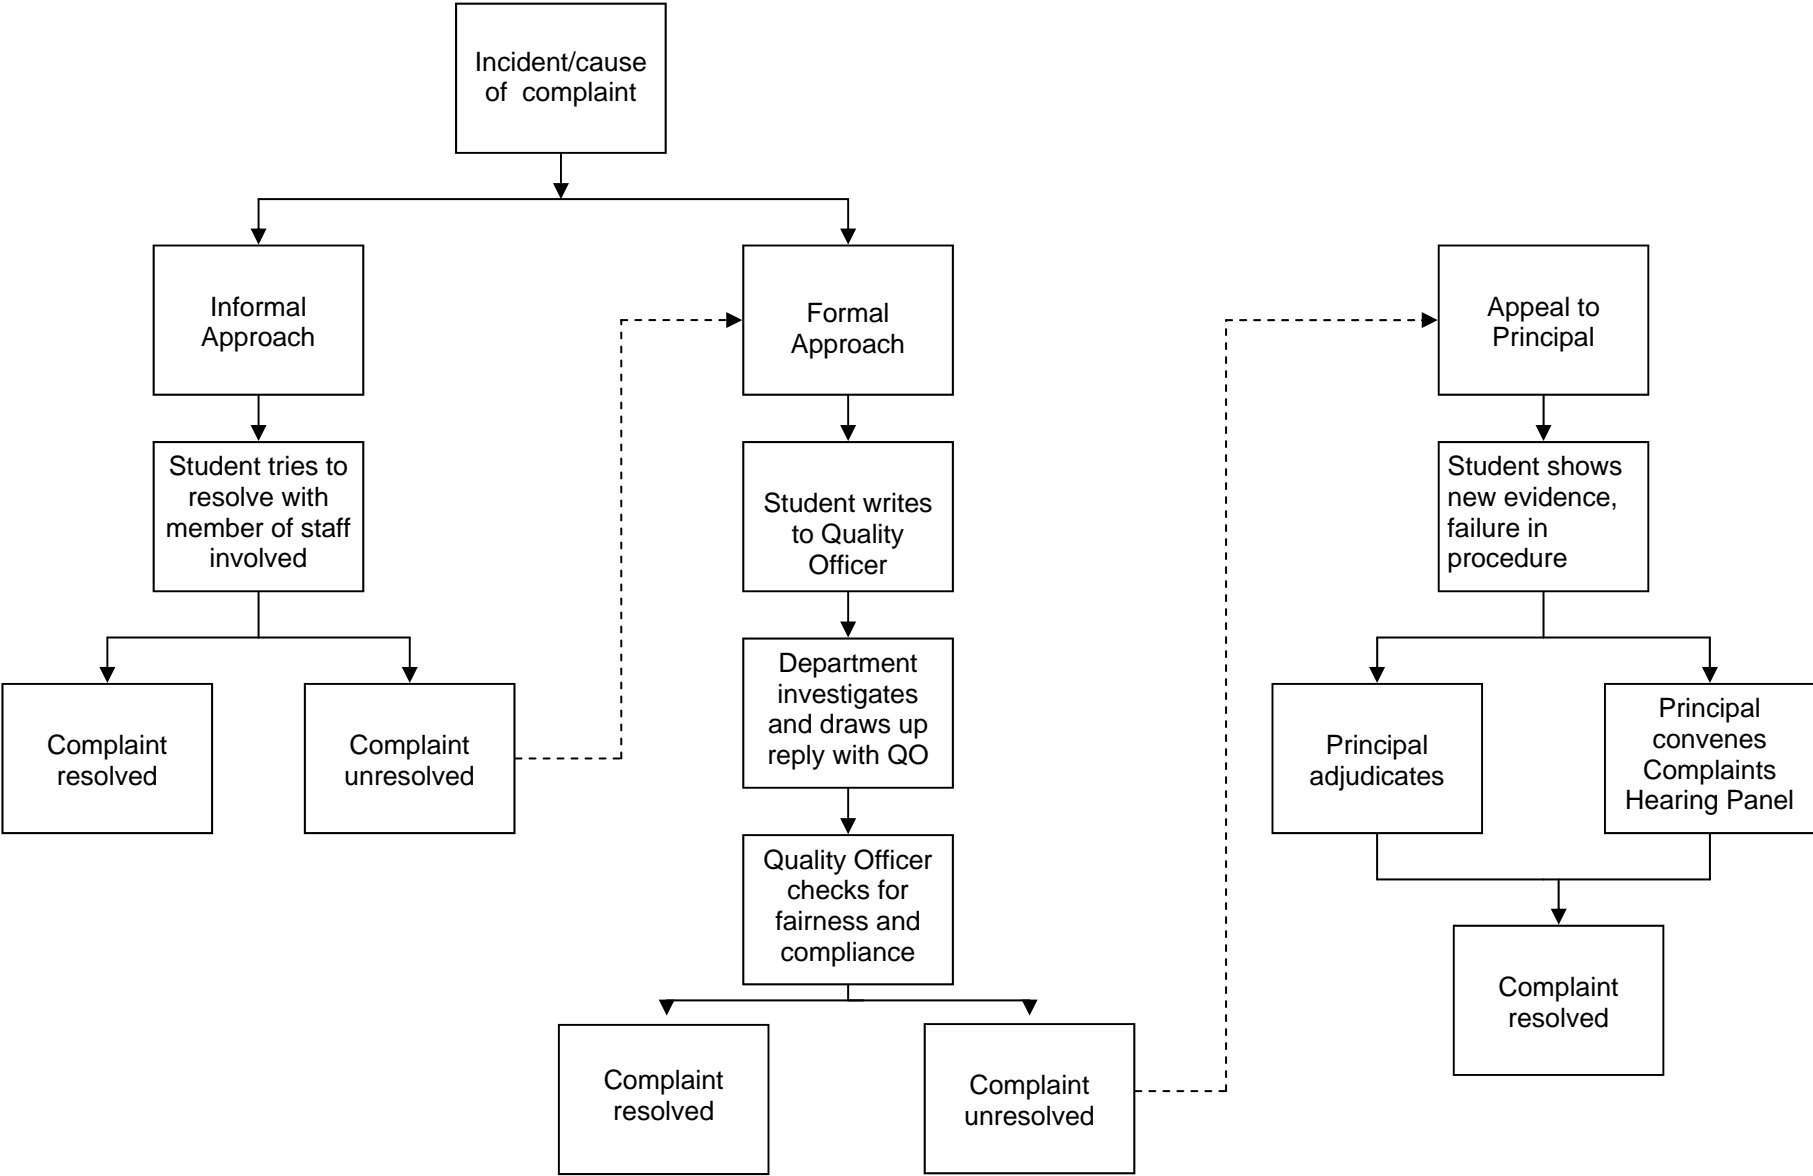 Incident/cause
of complaint
Informal
Approach
Formal
Approach
Appeal to
Principal
Student tries to
resolve with
member of staff
involved
Student writes
to Quality
Officer
Student shows
new evidence,
failure in
procedure
Department
investigates
and draws up
reply with QO
Complaint
resolved
Complaint
unresolved
Principal
adjudicates
Principal
convenes
Complaints
Hearing Panel
Quality Officer
checks for
fairness and
compliance
Complaint
resolved
Complaint
unresolved
Complaint
resolved